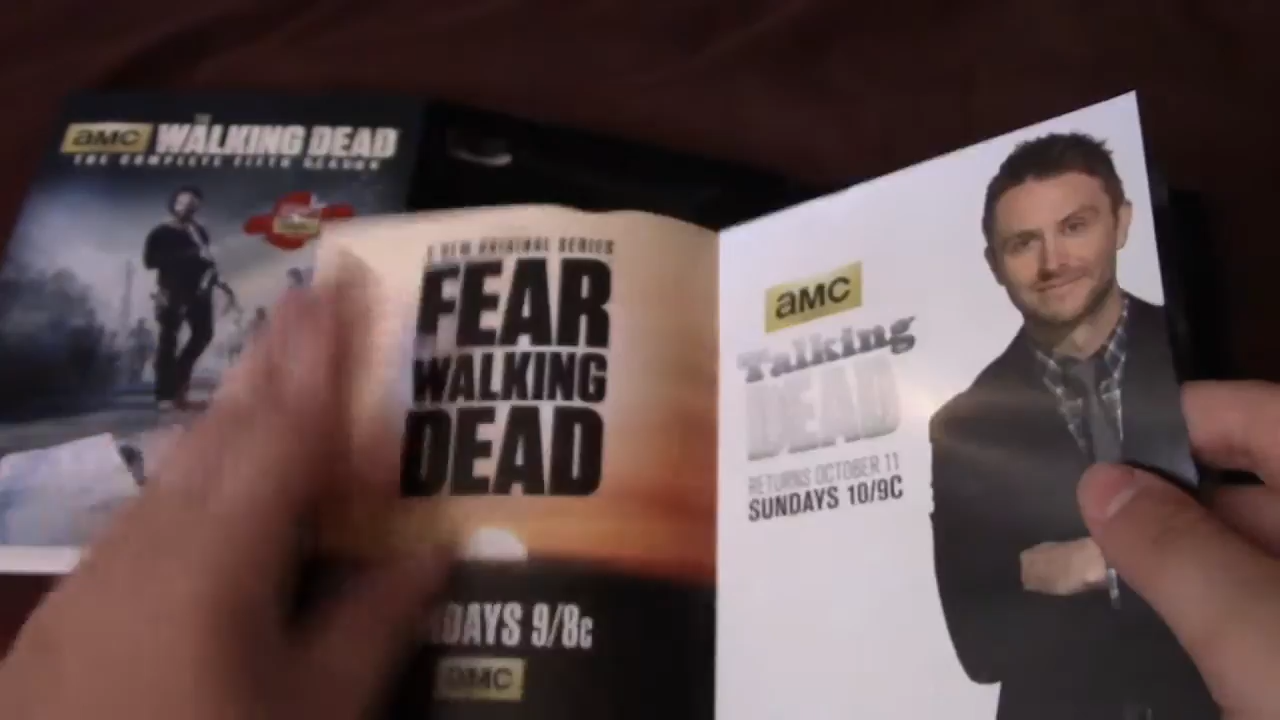 aMC THE WALKING DEAD
THE COMPLETE FIFTH SEASON
NEW ORIGINAL SERIES
FEAR
WALKING
DEAD
DAYS 9/8c
aMC
aMC
Talking
DEAD
RETURNS OCTOBER 11
SUNDAYS 10/9C